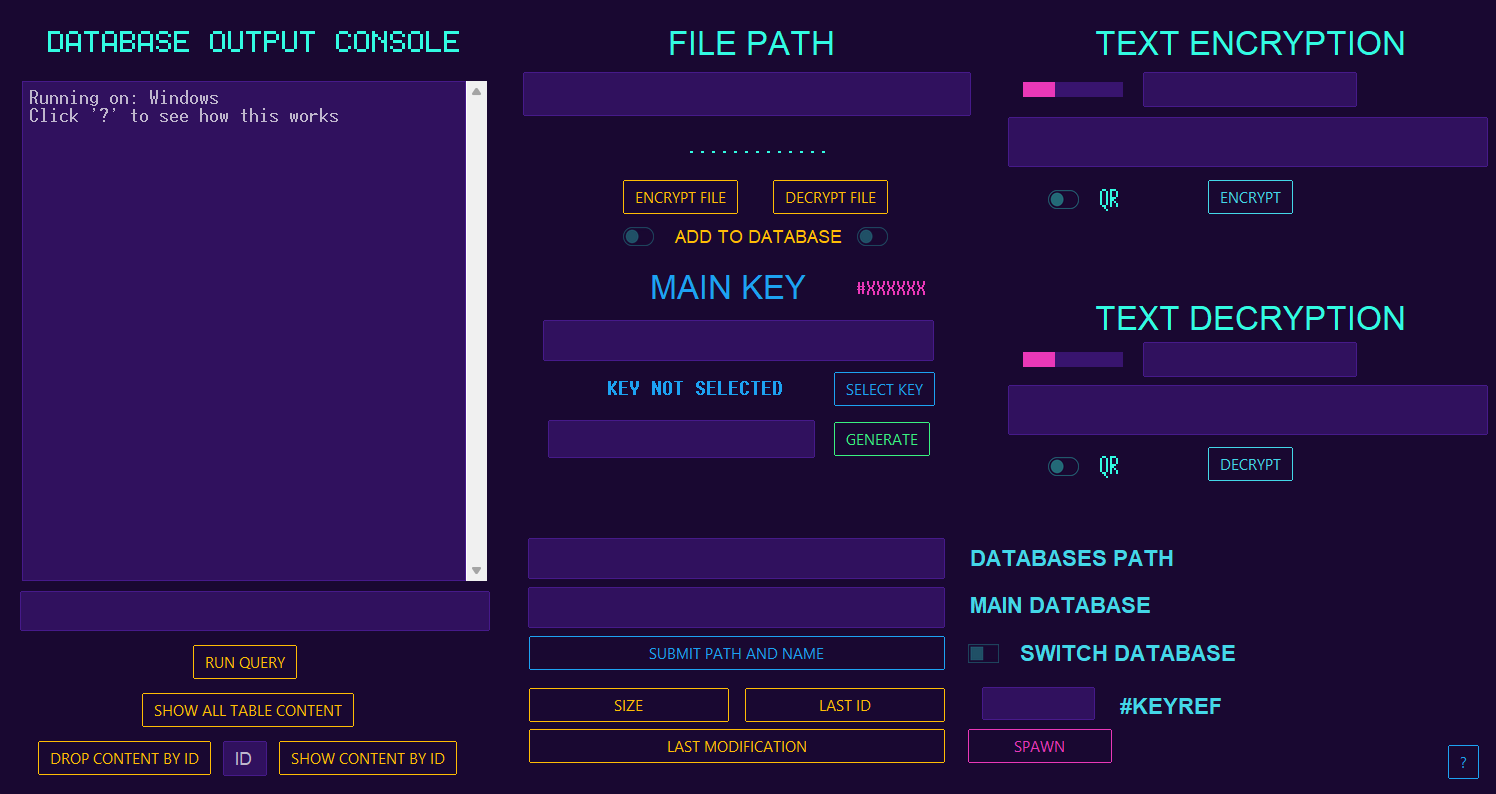 DATABASE OUTPUT CONSOLE
Running on: Windows
Click '?' to see how this works
RUN QUERY
SHOW ALL TABLE CONTENT
DROP CONTENT BY ID
ID
SHOW CONTENT BY ID
FILE PATH
.............
ENCRYPT FILE
DECRYPT FILE
ADD TO DATABASE
MAIN KEY
#XXXXXX
KEY NOT SELECTED
SELECT KEY
GENERATE
TEXT ENCRYPTION
QR
ENCRYPT
TEXT DECRYPTION
QR
DECRYPT
DATABASES PATH
MAIN DATABASE
SUBMIT PATH AND NAME
SWITCH DATABASE
SIZE
LAST ID
#KEYREF
LAST MODIFICATION
SPAWN
?